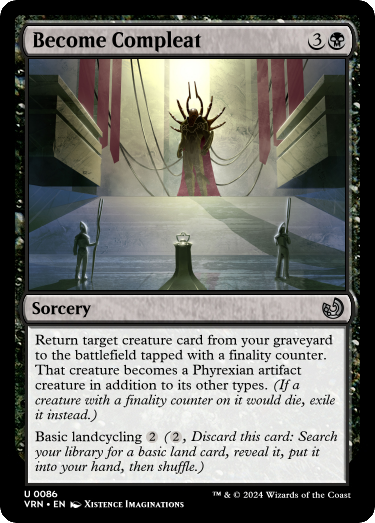 Become Compleat 3
Sorcery
Return target creature card from your graveyard
to the battlefield tapped with a finality counter.
That creature becomes a Phyrexian artifact
creature in addition to its other types. (If a
creature with a finality counter on it would die, exile
it instead.)
Basic landcycling 2 (2, Discard this card: Search
your library for a basic land card, reveal it, put it
into your hand, then shuffle.)
U 0086
VRN • EN Xistence Imaginations
™ & © 2024 Wizards of the Coast